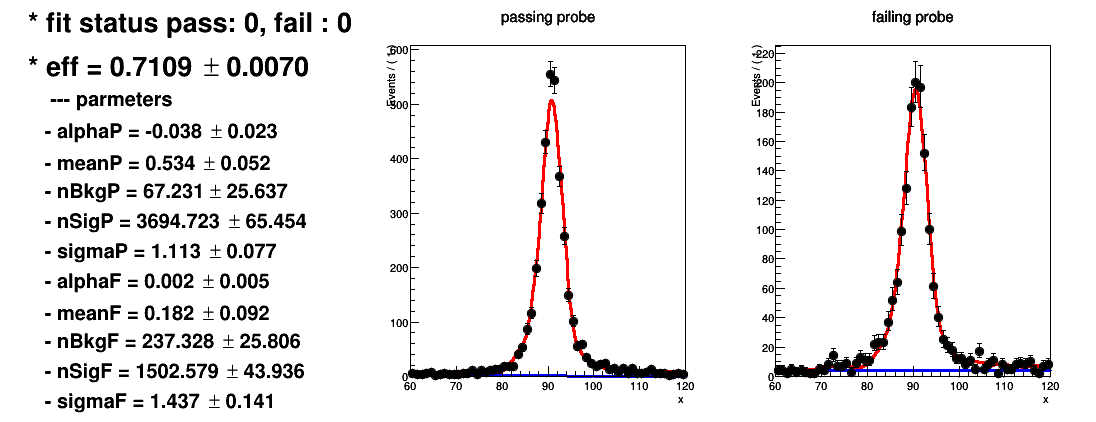 * fit status pass: 0, fail : 0
* eff = 0.7109 ± 0.0070
--- parmeters
- alphaP = -0.038 ± 0.023
- meanP = 0.534 ± 0.052
- nBkgP = 67.231 ± 25.637
- nSigP = 3694.723 ± 65.454
- sigmaP = 1.113 ± 0.077
- alphaF = 0.002 ± 0.005
- meanF = 0.182 ± 0.092
- nBkgF = 237.328 ± 25.806
- nSigF = 1502.579 ± 43.936
- sigmaF = 1.437 ± 0.141
passing probe
Events / ( 1 )
600
500
400
300
200
100
0
60 70 80 90 100 110 120
x
failing probe
Events / ( 1 )
220
200
180
160
140
120
100
80
60
40
20
0
60 70 80 90 100 110 120
x